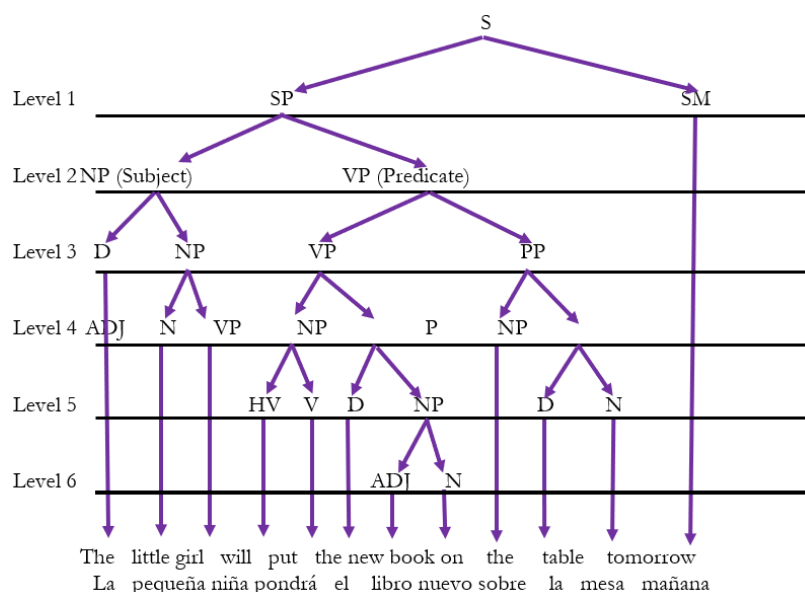 S
Level 1 SP SM
Level 2 NP (Subject) VP (Predicate)
Level 3 D NP VP PP
Level 4 ADJ N VP NP P NP
Level 5 HV V D NP D N
Level 6 ADJ N
The little girl will put the new book on the table tomorrow
La pequeña niña pondrá el libro nuevo sobre la mesa mañana